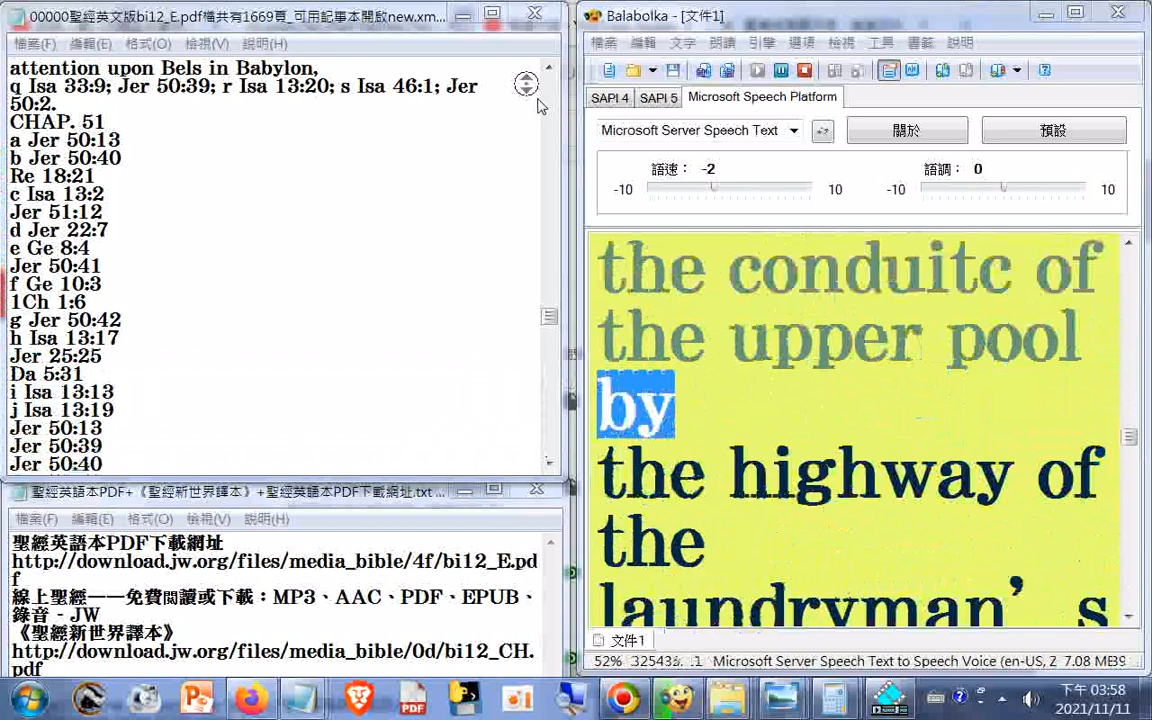 00000聖經英文版bi12_E.pdf檔共有1669頁_可用記事本開啟new.xm...
檔案(F) 編輯(E) 格式(O) 檢視(V) 說明(H)
attention upon Bels in Babylon,
q Isa 33:9; Jer 50:39; r Isa 13:20; s Isa 46:1; Jer
50:2.
CHAP. 51
a Jer 50:13
b Jer 50:40
Re 18:21
c Isa 13:2
Jer 51:12
d Jer 22:7
e Ge 8:4
Jer 50:41
f Ge 10:3
1Ch 1:6
g Jer 50:42
h Isa 13:17
Jer 25:25
Da 5:31
i Isa 13:13
j Isa 13:19
Jer 50:13
Jer 50:39
Jer 50:40
聖經英語本PDF+《聖經新世界譯本》+聖經英語本PDF下載網址.txt ...
檔案(F) 編輯(E) 格式(O) 檢視(V) 說明(H)
聖經英語本PDF下載網址
http://download.jw.org/files/media_bible/4f/bi12_E.pd
f
線上聖經——免費閱讀或下載：MP3、AAC、PDF、EPUB、
錄音 - JW
《聖經新世界譯本》
http://download.jw.org/files/media_bible/0d/bi12_CH.
pdf
Balabolka - [文件1]
檔案 編輯 文字 朗讀 引擎 選項 檢視 工具 書籤 說明
SAPI 4 SAPI 5 Microsoft Speech Platform
Microsoft Server Speech Text 關於 預設
語速： -2 語調： 0
-10 10 -10 10
the conduitc of
the upper pool
by
the highway of
the
laundryman’s
文件1
52% Microsoft Server Speech Text to Speech Voice (en-US, Z 7.08 MB
下午 03:58
2021/11/11